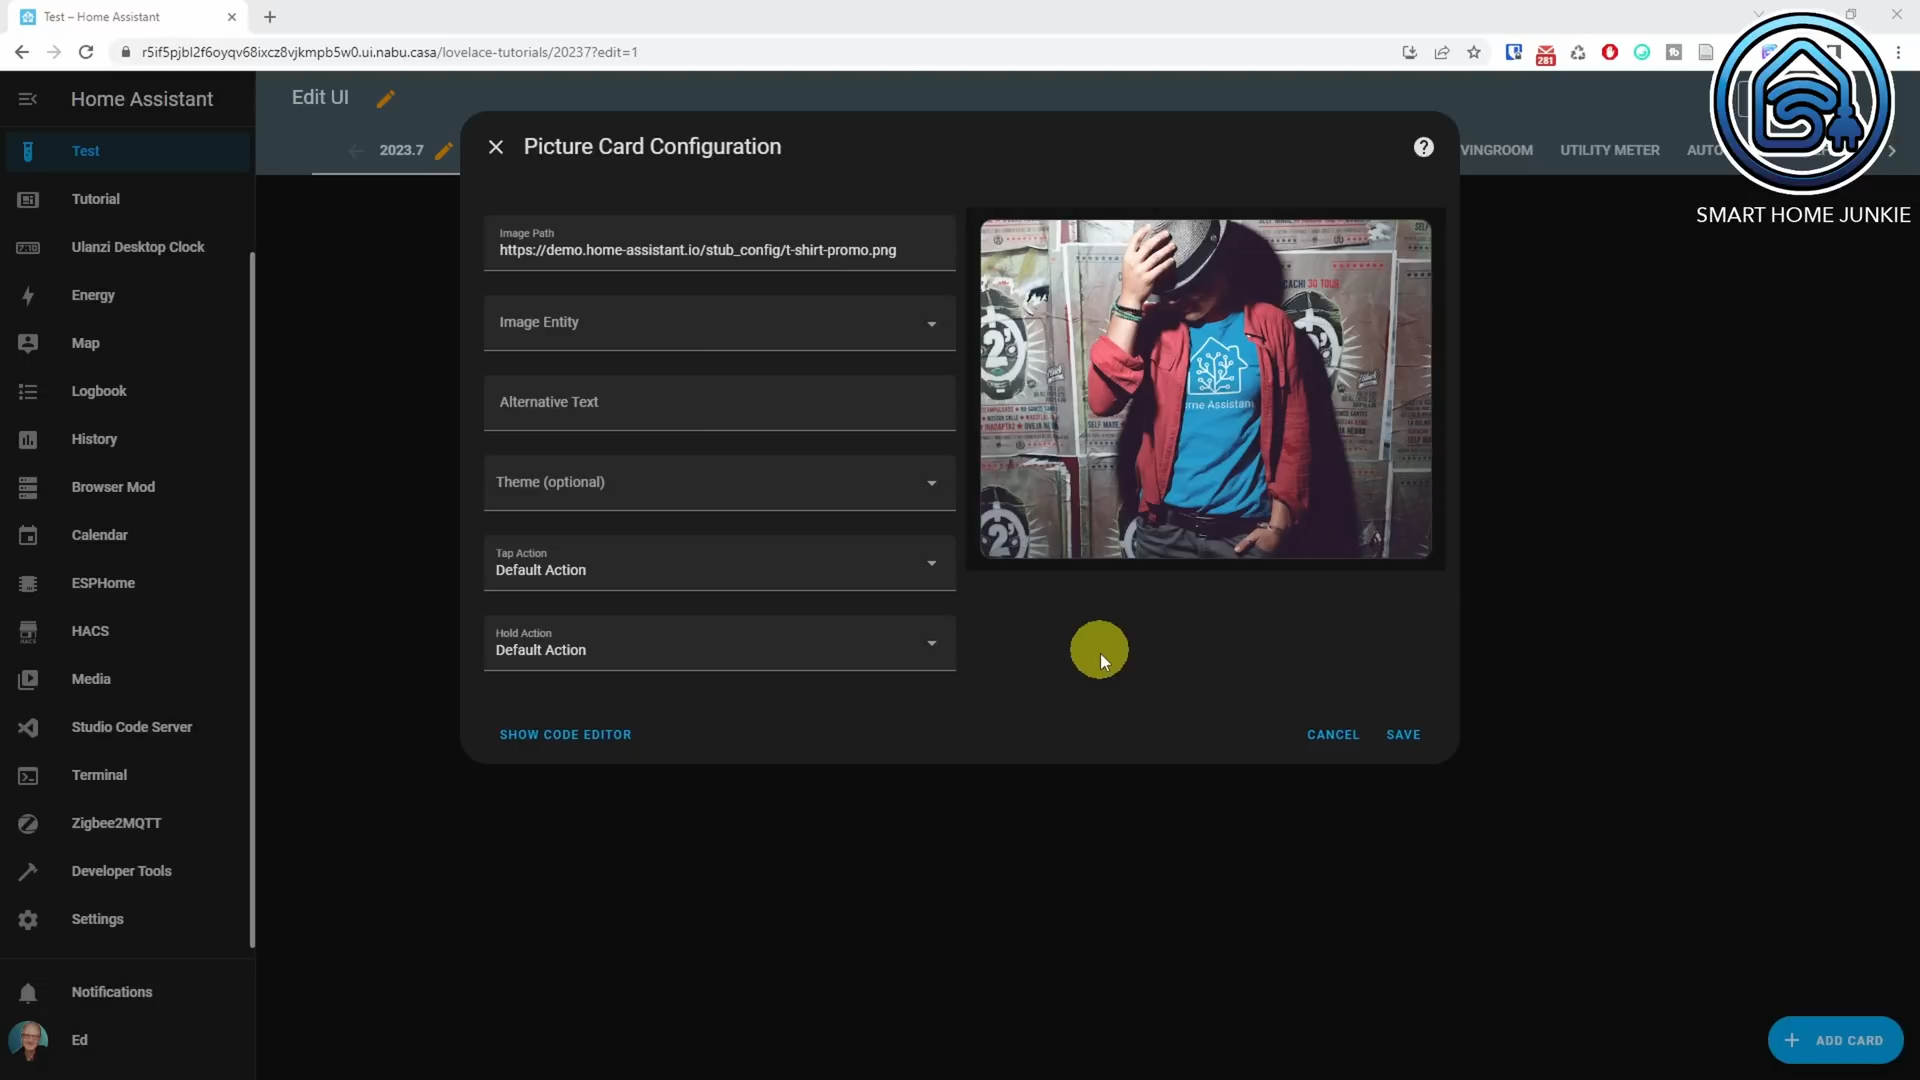 Test – Home Assistant
r5if5pjbl2f6oyqv68ixcz8vjkmpb5w0.ui.nabu.casa/lovelace-tutorials/20237?edit=1
281
Home Assistant
Edit UI
2023.7
VINGROOM
UTILITY METER
AUTO
SMART HOME JUNKIE
Test
Tutorial
Ulanzi Desktop Clock
Energy
Map
Logbook
History
Browser Mod
Calendar
ESPHome
HACS
Media
Studio Code Server
Terminal
Zigbee2MQTT
Developer Tools
Settings
Notifications
Ed
Picture Card Configuration
Image Path
https://demo.home-assistant.io/stub_config/t-shirt-promo.png
Image Entity
Alternative Text
Theme (optional)
Tap Action
Default Action
Hold Action
Default Action
SHOW CODE EDITOR
CANCEL
SAVE
ADD CARD